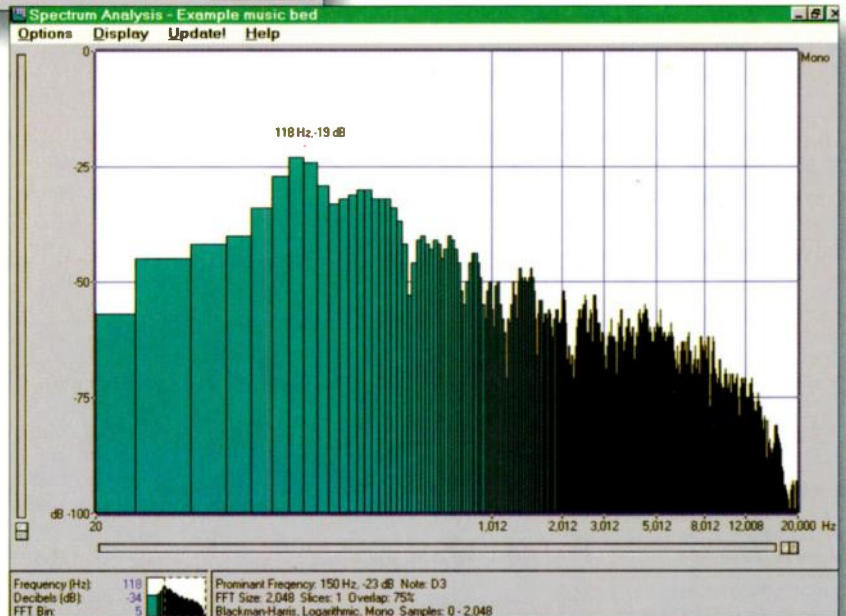 Spectrum Analysis - Example music bed
Options Display Update! Help
0
Mono
118 Hz,-19 dB
-25
-50
-75
dB -100
20 1,012 2,012 3,012 5,012 8,012 12,008 20,000 Hz
Frequency (Hz): 118
Decibels (dB): -34
FFT Bin: 5
Prominant Freqency: 150 Hz, -23 dB Note: D3
FFT Size: 2,048 Slices: 1 Overlap: 75%
Blackman-Harris, Logarithmic, Mono Samples: 0 - 2,048